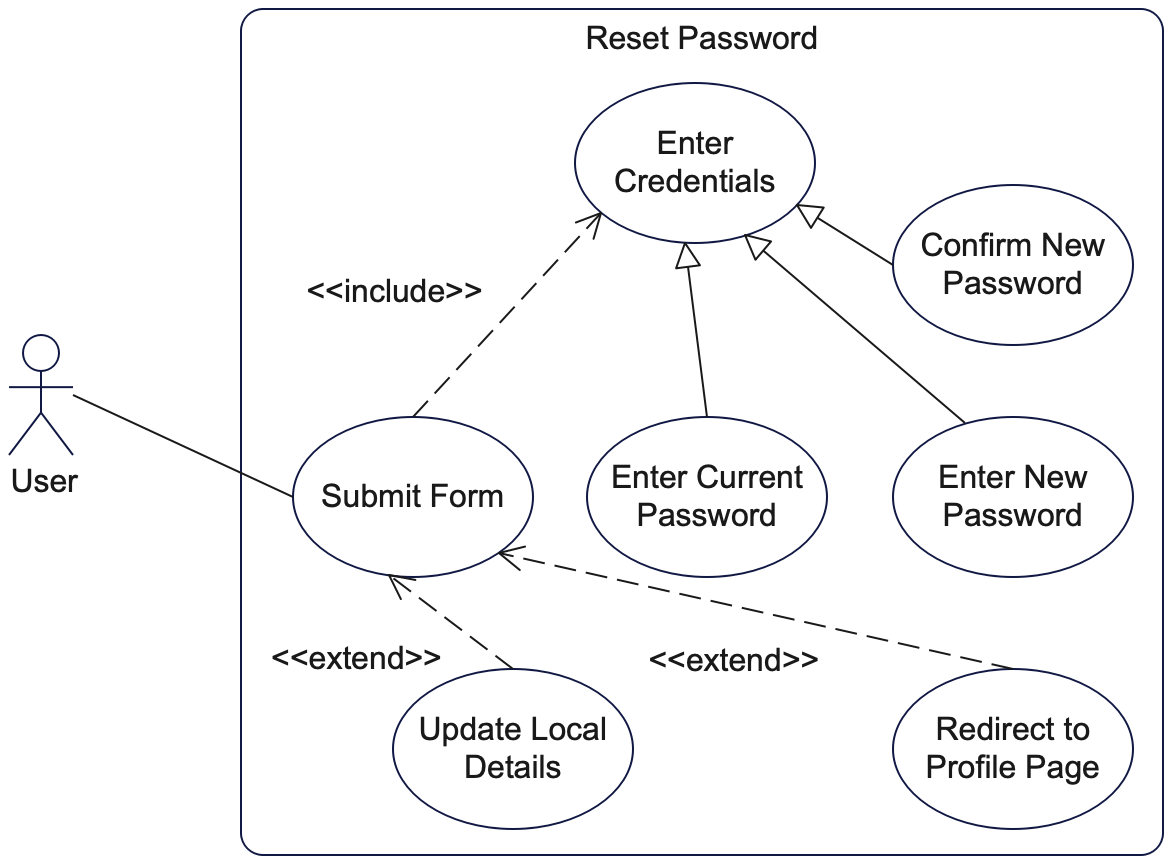 Reset Password
Enter
Credentials
Confirm New
Password
<<include>>
User
Submit Form
Enter Current
Password
Enter New
Password
<<extend>>
<<extend>>
Update Local
Details
Redirect to
Profile Page